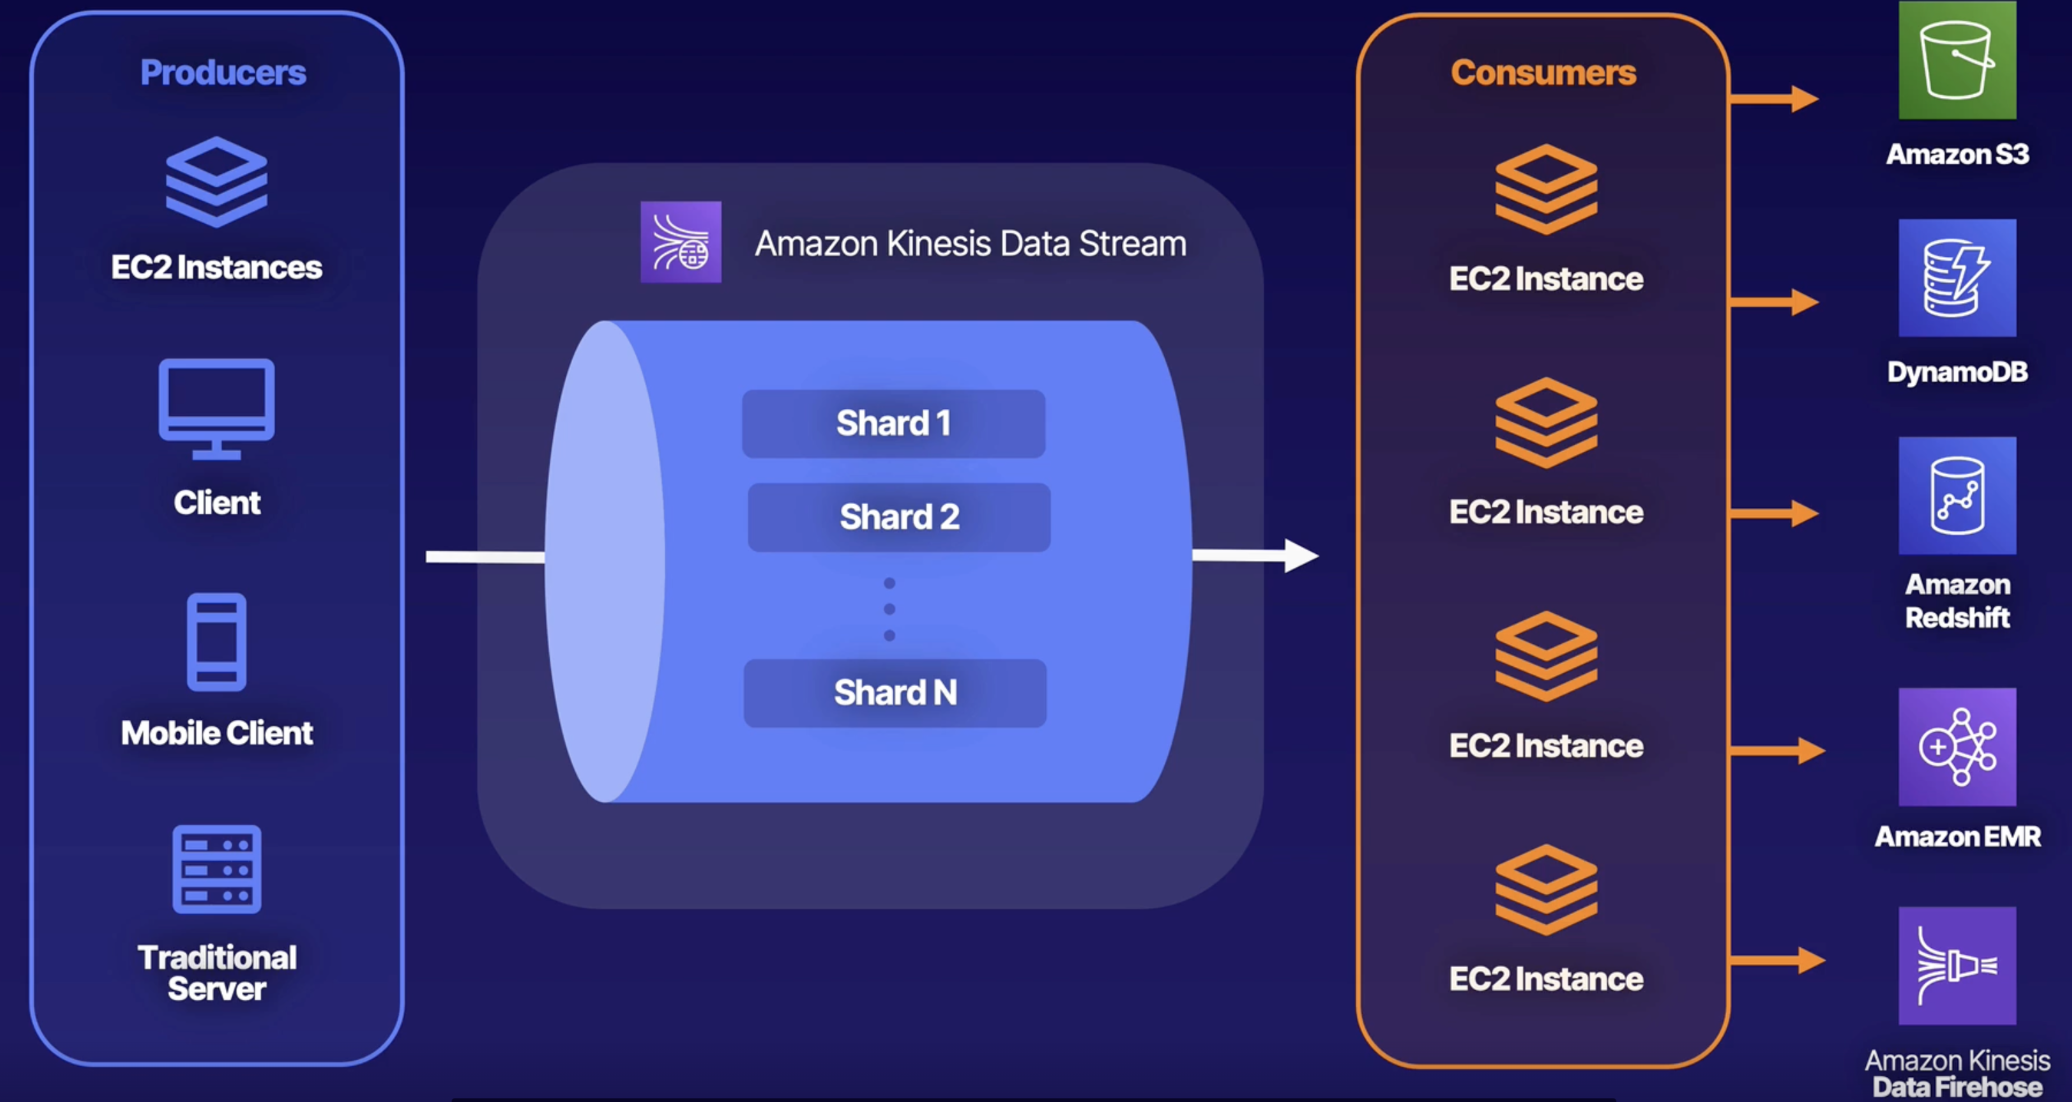 Producers
EC2 Instances
Client
Mobile Client
Traditional
Server
Amazon Kinesis Data Stream
Shard 1
Shard 2
Shard N
Consumers
EC2 Instance
EC2 Instance
EC2 Instance
EC2 Instance
Amazon S3
DynamoDB
Amazon
Redshift
Amazon EMR
Amazon Kinesis
Data Firehose